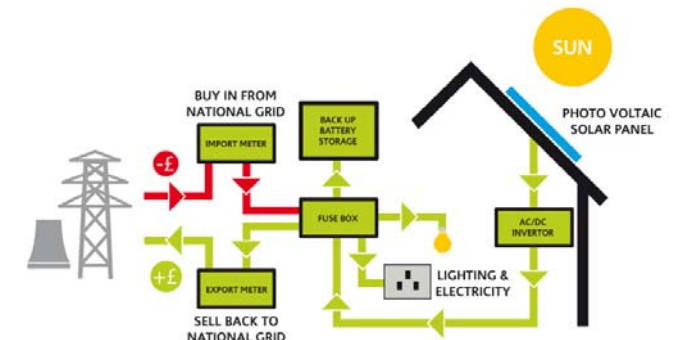 SUN
BUY IN FROM
NATIONAL GRID
BACK UP
BATTERY
STORAGE
PHOTO VOLTAIC
SOLAR PANEL
IMPORT METER
-£
FUSE BOX
AC/DC
INVERTOR
+£
EXPORT METER
LIGHTING &
ELECTRICITY
SELL BACK TO
NATIONAL GRID